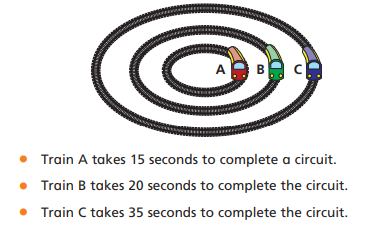 A B C
Train A takes 15 seconds to complete a circuit.
Train B takes 20 seconds to complete the circuit.
Train C takes 35 seconds to complete the circuit.